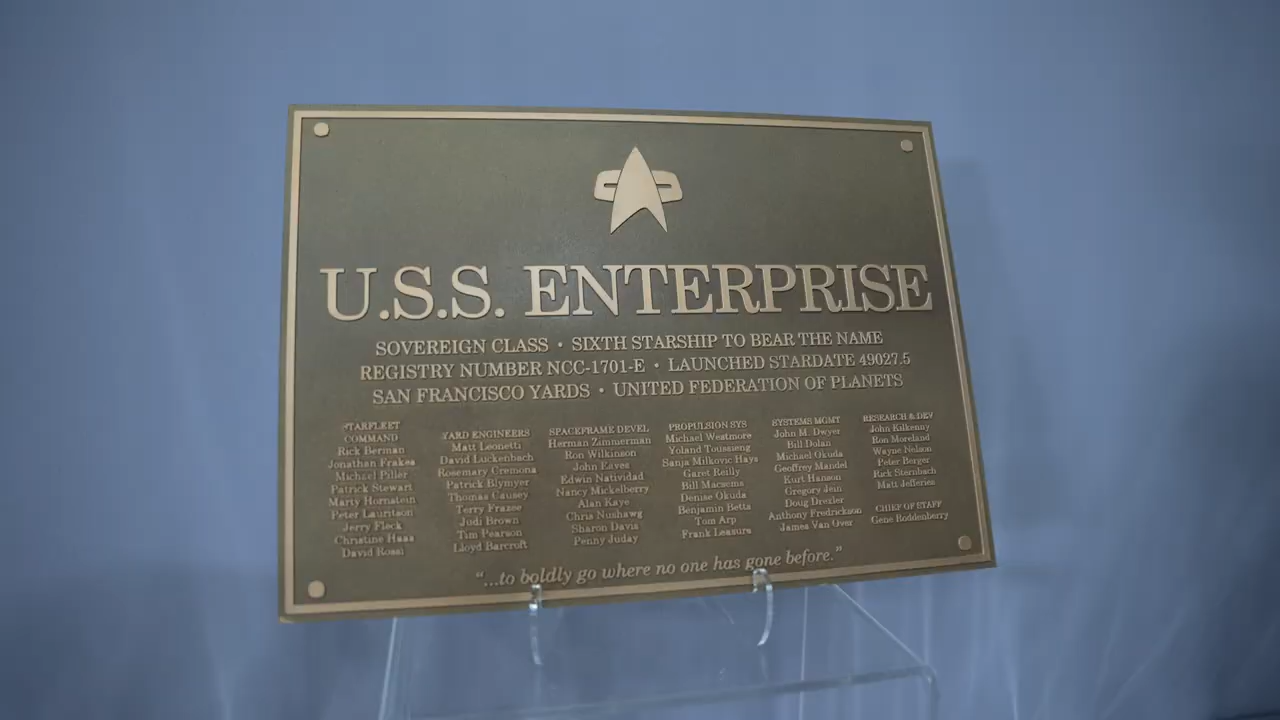 U.S.S. ENTERPRISE
SOVEREIGN CLASS • SIXTH STARSHIP TO BEAR THE NAME
REGISTRY NUMBER NCC-1701-E • LAUNCHED STARDATE 49027.5
SAN FRANCISCO YARDS • UNITED FEDERATION OF PLANETS
STARFLEET
COMMAND
Rick Berman
Jonathan Frakes
Michael Piller
Patrick Stewart
Marty Hornstein
Peter Lauritson
Jerry Fleck
Christine Haas
David Rossi
YARD ENGINEERS
Matt Leonetti
David Luckenbach
Rosemary Cremona
Patrick Blymyer
Thomas Causey
Terry Frazee
Judi Brown
Tim Pearson
Lloyd Barcroft
SPACEFRAME DEVEL
Herman Zimmerman
Ron Wilkinson
John Eaves
Edwin Natividad
Nancy Mickelberry
Alan Kaye
Chris Nushawg
Sharon Davis
Penny Juday
PROPULSION SYS
Michael Westmore
Yoland Toussieng
Sanja Milkovic Hays
Garet Reilly
Bill Macsems
Denise Okuda
Benjamin Betts
Tom Arp
Frank Leasure
SYSTEMS MGMT
John M. Dwyer
Bill Dolan
Michael Okuda
Geoffrey Mandel
Kurt Hanson
Gregory Jein
Doug Drexler
Anthony Fredrickson
James Van Over
RESEARCH & DEV
John Kilkenny
Ron Moreland
Wayne Nelson
Peter Berger
Rick Sternbach
Matt Jefferies
CHIEF OF STAFF
Gene Roddenberry
"...to boldly go where no one has gone before."